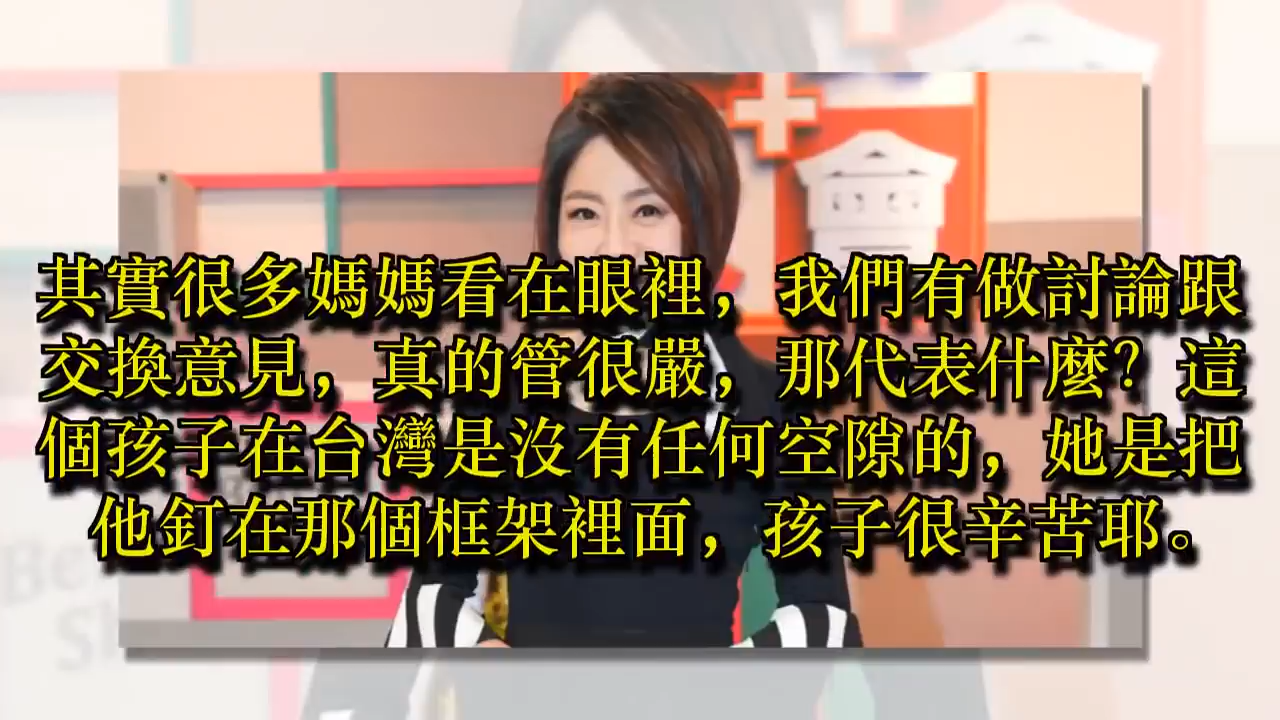 其實很多媽媽看在眼裡，我們有做討論跟
交換意見，真的管很嚴，那代表什麼？這
個孩子在台灣是沒有任何空隙的，她是把
他釘在那個框架裡面，孩子很辛苦耶。